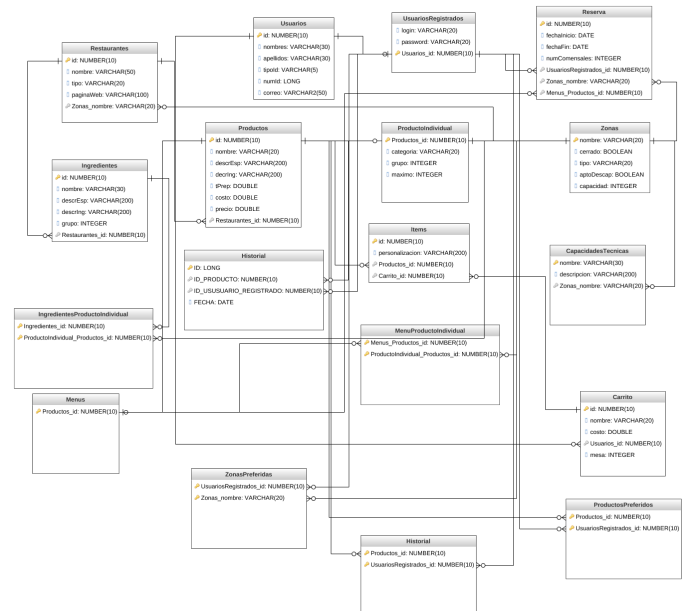 Restaurantes
id: NUMBER(10)
nombre: VARCHAR(50)
tipo: VARCHAR(20)
paginaWeb: VARCHAR(100)
Zonas_nombre: VARCHAR(20)
Usuarios
id: NUMBER(10)
nombres: VARCHAR(30)
apellidos: VARCHAR(30)
tipoId: VARCHAR(5)
numId: LONG
correo: VARCHAR2(50)
UsuariosRegistrados
login: VARCHAR(20)
password: VARCHAR(20)
Usuarios_id: NUMBER(10)
Reserva
id: NUMBER(10)
fechaInicio: DATE
fechaFin: DATE
numComensales: INTEGER
UsuariosRegistrados_id: NUMBER(10)
Zonas_nombre: VARCHAR(20)
Menus_Productos_id: NUMBER(10)
Ingredientes
id: NUMBER(10)
nombre: VARCHAR(30)
descrEsp: VARCHAR(200)
descrIng: VARCHAR(200)
grupo: INTEGER
Restaurantes_id: NUMBER(10)
Productos
id: NUMBER(10)
nombre: VARCHAR(20)
descrEsp: VARCHAR(200)
decrIng: VARCHAR(200)
tPrep: DOUBLE
costo: DOUBLE
precio: DOUBLE
Restaurantes_id: NUMBER(10)
ProductoIndividual
Productos_id: NUMBER(10)
categoria: VARCHAR(20)
grupo: INTEGER
maximo: INTEGER
Zonas
nombre: VARCHAR(20)
cerrado: BOOLEAN
tipo: VARCHAR(20)
aptoDescap: BOOLEAN
capacidad: INTEGER
Historial
ID: LONG
ID_PRODUCTO: NUMBER(10)
ID_USUSUARIO_REGISTRADO: NUMBER(10)
FECHA: DATE
Items
id: NUMBER(10)
personalizacion: VARCHAR(200)
Productos_id: NUMBER(10)
Carrito_id: NUMBER(10)
CapacidadesTecnicas
nombre: VARCHAR(30)
descripcion: VARCHAR(200)
Zonas_nombre: VARCHAR(20)
IngredientesProductoIndividual
Ingredientes_id: NUMBER(10)
ProductoIndividual_Productos_id: NUMBER(10)
MenuProductoIndividual
Menus_Productos_id: NUMBER(10)
ProductoIndividual_Productos_id: NUMBER(10)
Menus
Productos_id: NUMBER(10)
Carrito
id: NUMBER(10)
nombre: VARCHAR(20)
costo: DOUBLE
Usuarios_id: NUMBER(10)
mesa: INTEGER
ZonasPreferidas
UsuariosRegistrados_id: NUMBER(10)
Zonas_nombre: VARCHAR(20)
ProductosPreferidos
Productos_id: NUMBER(10)
UsuariosRegistrados_id: NUMBER(10)
Historial
Productos_id: NUMBER(10)
UsuariosRegistrados_id: NUMBER(10)